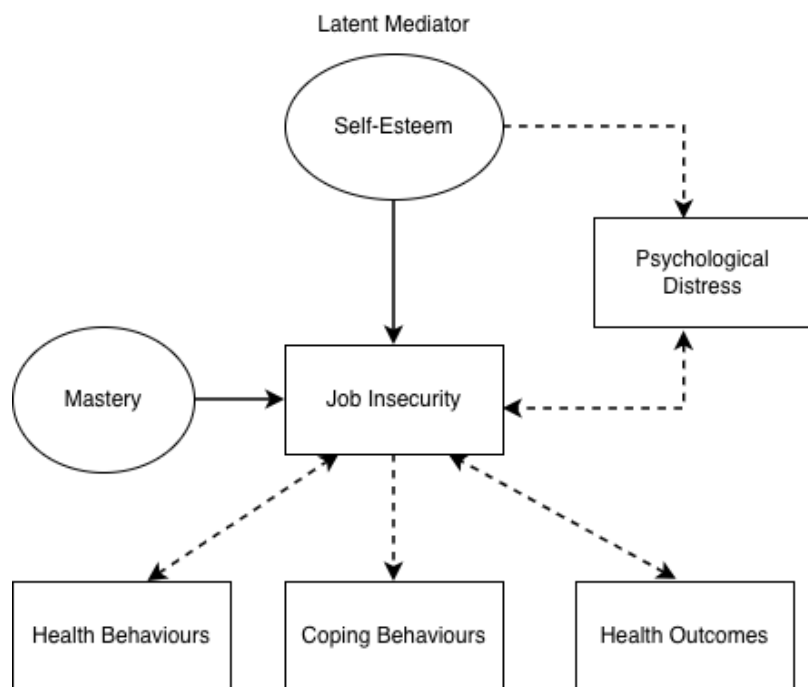 Latent Mediator
Self-Esteem
Psychological
Distress
Mastery
Job Insecurity
Health Behaviours
Coping Behaviours
Health Outcomes